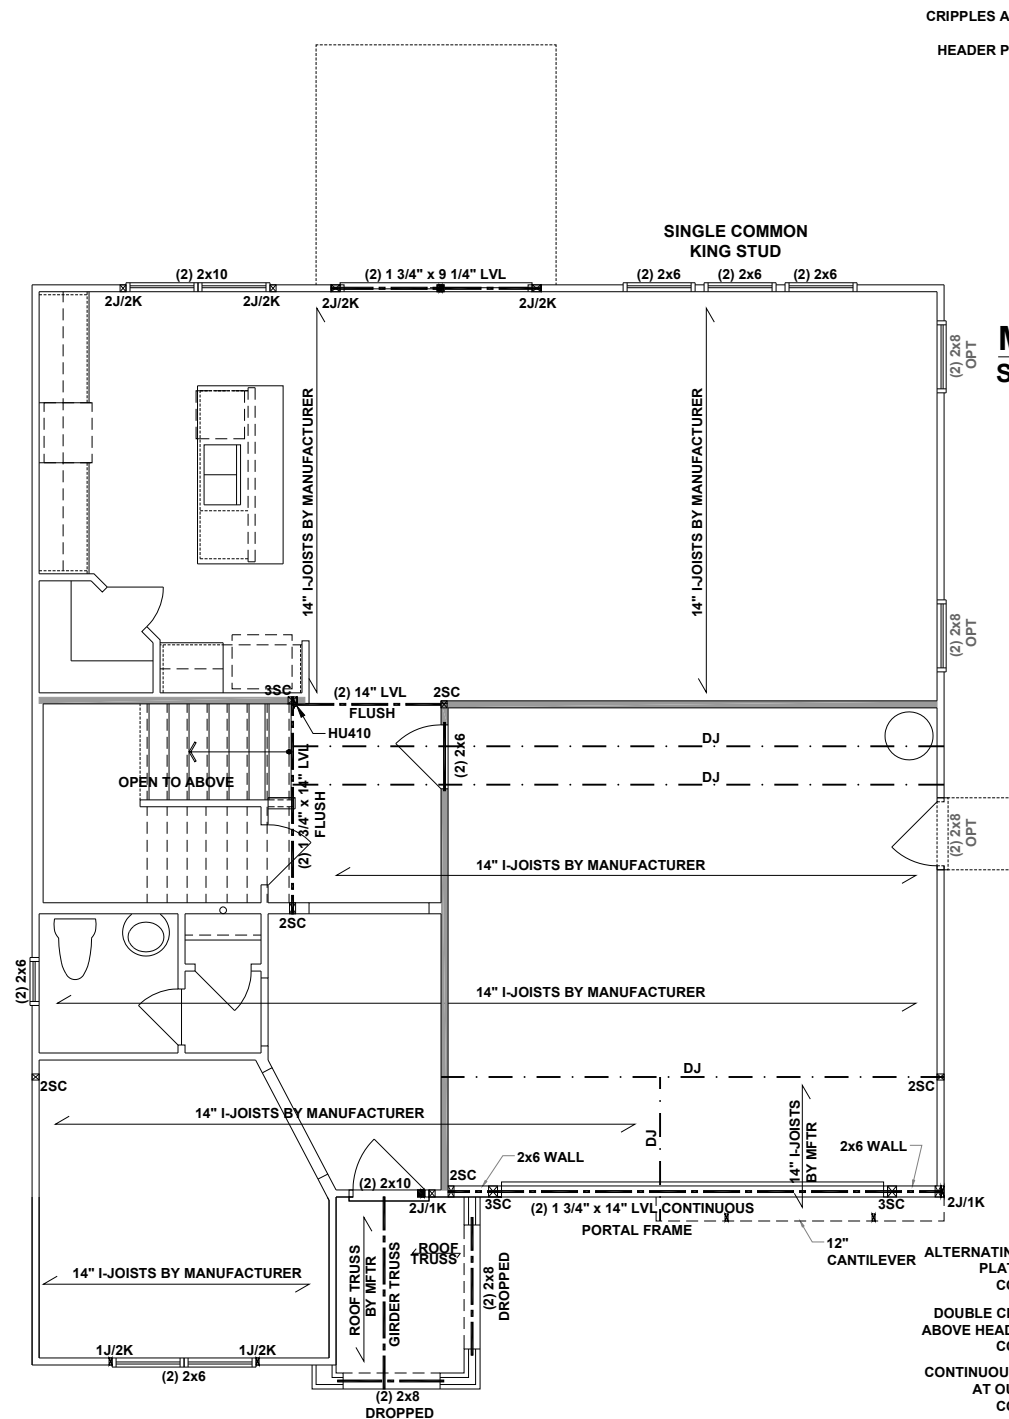 CRIPPLES A
HEADER P
SINGLE COMMON
KING STUD
(2) 2x10
(2) 1 3/4" x 9 1/4" LVL
(2) 2x6
(2) 2x6
(2) 2x6
2J/2K
2J/2K
2J/2K
2J/2K
(2) 2x8
OPT
M
S
14" I-JOISTS BY MANUFACTURER
14" I-JOISTS BY MANUFACTURER
(2) 2x8
OPT
3SC
(2) 14" LVL
FLUSH
2SC
HU410
(2) 2x6
DJ
DJ
OPEN TO ABOVE
(2) 1 3/4" x 14" LVL
FLUSH
(2) 2x8
OPT
14" I-JOISTS BY MANUFACTURER
2SC
(2) 2x6
14" I-JOISTS BY MANUFACTURER
2SC
DJ
2SC
14" I-JOISTS BY MANUFACTURER
DJ
14" I-JOISTS
BY MFTR
2x6 WALL
2x6 WALL
2SC
(2) 2x10
2J/1K
3SC
3SC
2J/1K
(2) 1 3/4" x 14" LVL CONTINUOUS
PORTAL FRAME
12"
CANTILEVER
ROOF TRUSS
BY MFTR
GIRDER TRUSS
ROOF
TRUSS
(2) 2x8
DROPPED
14" I-JOISTS BY MANUFACTURER
1J/2K
1J/2K
(2) 2x6
(2) 2x8
DROPPED
ALTERNATIN
PLAT
CO
DOUBLE CR
ABOVE HEAD
CO
CONTINUOU
AT OU
CO